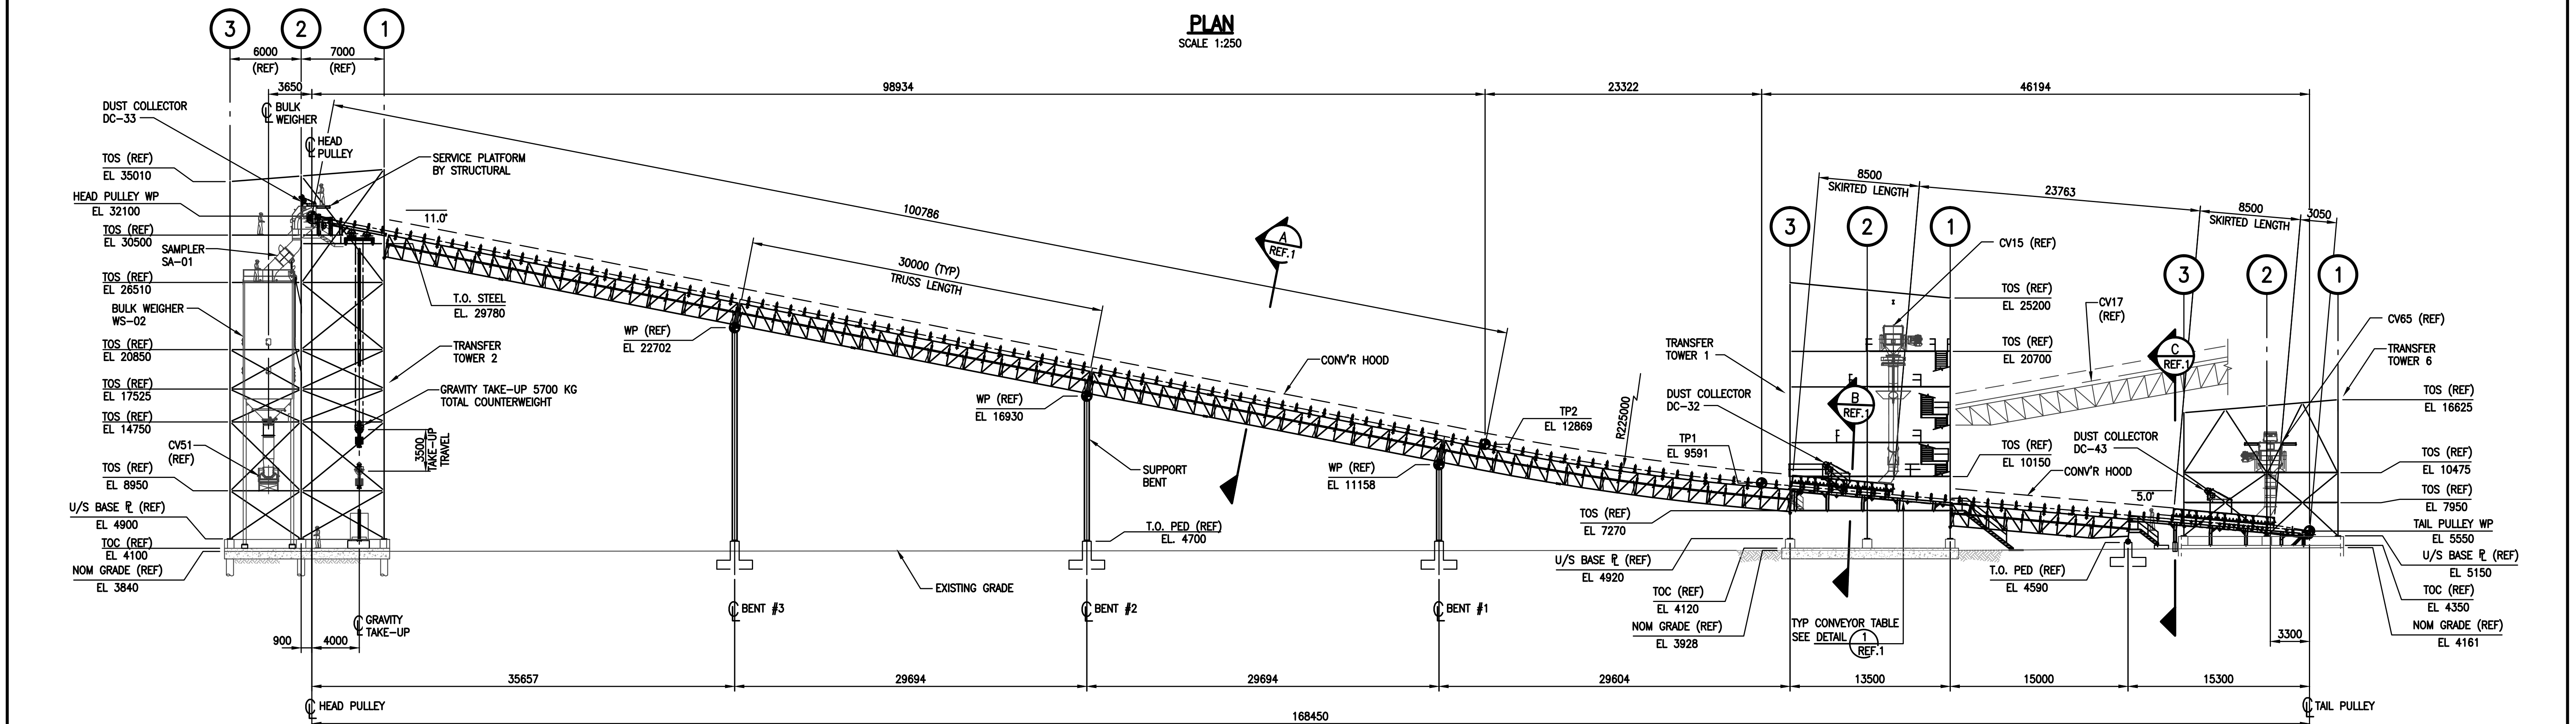 PLAN
SCALE 1:250
3
2
1
6000
(REF)
7000
(REF)
3650
98934
23322
46194
DUST COLLECTOR
DC-33
℄ BULK
WEIGHER
℄ HEAD
PULLEY
SERVICE PLATFORM
BY STRUCTURAL
TOS (REF)
EL 35010
HEAD PULLEY WP
EL 32100
TOS (REF)
EL 30500
SAMPLER
SA-01
TOS (REF)
EL 26510
BULK WEIGHER
WS-02
TOS (REF)
EL 20850
TOS (REF)
EL 17525
TOS (REF)
EL 14750
CV51
(REF)
TOS (REF)
EL 8950
U/S BASE ℄ (REF)
EL 4900
TOC (REF)
EL 4100
NOM GRADE (REF)
EL 3840
11.0°
T.O. STEEL
EL. 29780
TRANSFER
TOWER 2
GRAVITY TAKE-UP 5700 KG
TOTAL COUNTERWEIGHT
3500
TAKE-UP
TRAVEL
℄ GRAVITY
TAKE-UP
900
4000
100786
30000 (TYP)
TRUSS LENGTH
A
REF.1
WP (REF)
EL 22702
WP (REF)
EL 16930
WP (REF)
EL 11158
CONV'R HOOD
SUPPORT
BENT
T.O. PED (REF)
EL. 4700
EXISTING GRADE
℄ BENT #3
℄ BENT #2
℄ BENT #1
TP2
EL 12869
R225000
TP1
EL 9591
8500
SKIRTED LENGTH
23763
8500
SKIRTED LENGTH
3050
3
2
1
CV15 (REF)
TRANSFER
TOWER 1
DUST COLLECTOR
DC-32
B
REF.1
TOS (REF)
EL 25200
TOS (REF)
EL 20700
TOS (REF)
EL 10150
TOS (REF)
EL 7270
U/S BASE ℄ (REF)
EL 4920
TOC (REF)
EL 4120
NOM GRADE (REF)
EL 3928
TYP CONVEYOR TABLE
SEE DETAIL
1
REF.1
CV17
(REF)
C
REF.1
3
2
1
CV65 (REF)
TRANSFER
TOWER 6
DUST COLLECTOR
DC-43
CONV'R HOOD
5.0°
T.O. PED (REF)
EL 4590
TOS (REF)
EL 16625
TOS (REF)
EL 10475
TOS (REF)
EL 7950
TAIL PULLEY WP
EL 5550
U/S BASE ℄ (REF)
EL 5150
TOC (REF)
EL 4350
NOM GRADE (REF)
EL 4161
3300
35657
29694
29694
29604
13500
15000
15300
℄ HEAD PULLEY
168450
℄ TAIL PULLEY